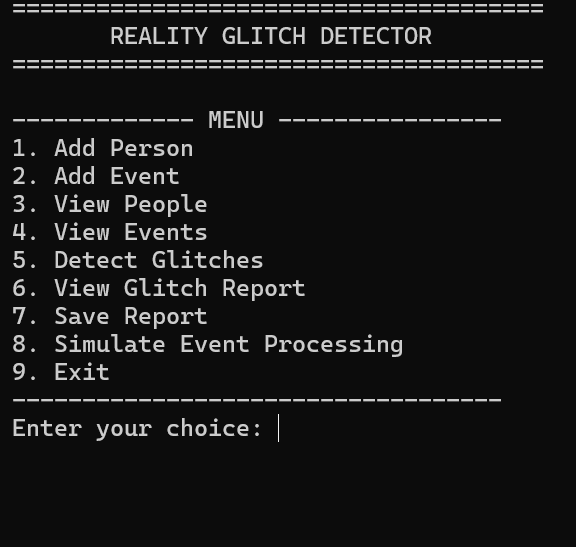 ======================================
REALITY GLITCH DETECTOR
======================================
------------- MENU ----------------
1. Add Person
2. Add Event
3. View People
4. View Events
5. Detect Glitches
6. View Glitch Report
7. Save Report
8. Simulate Event Processing
9. Exit
-----------------------------------
Enter your choice: